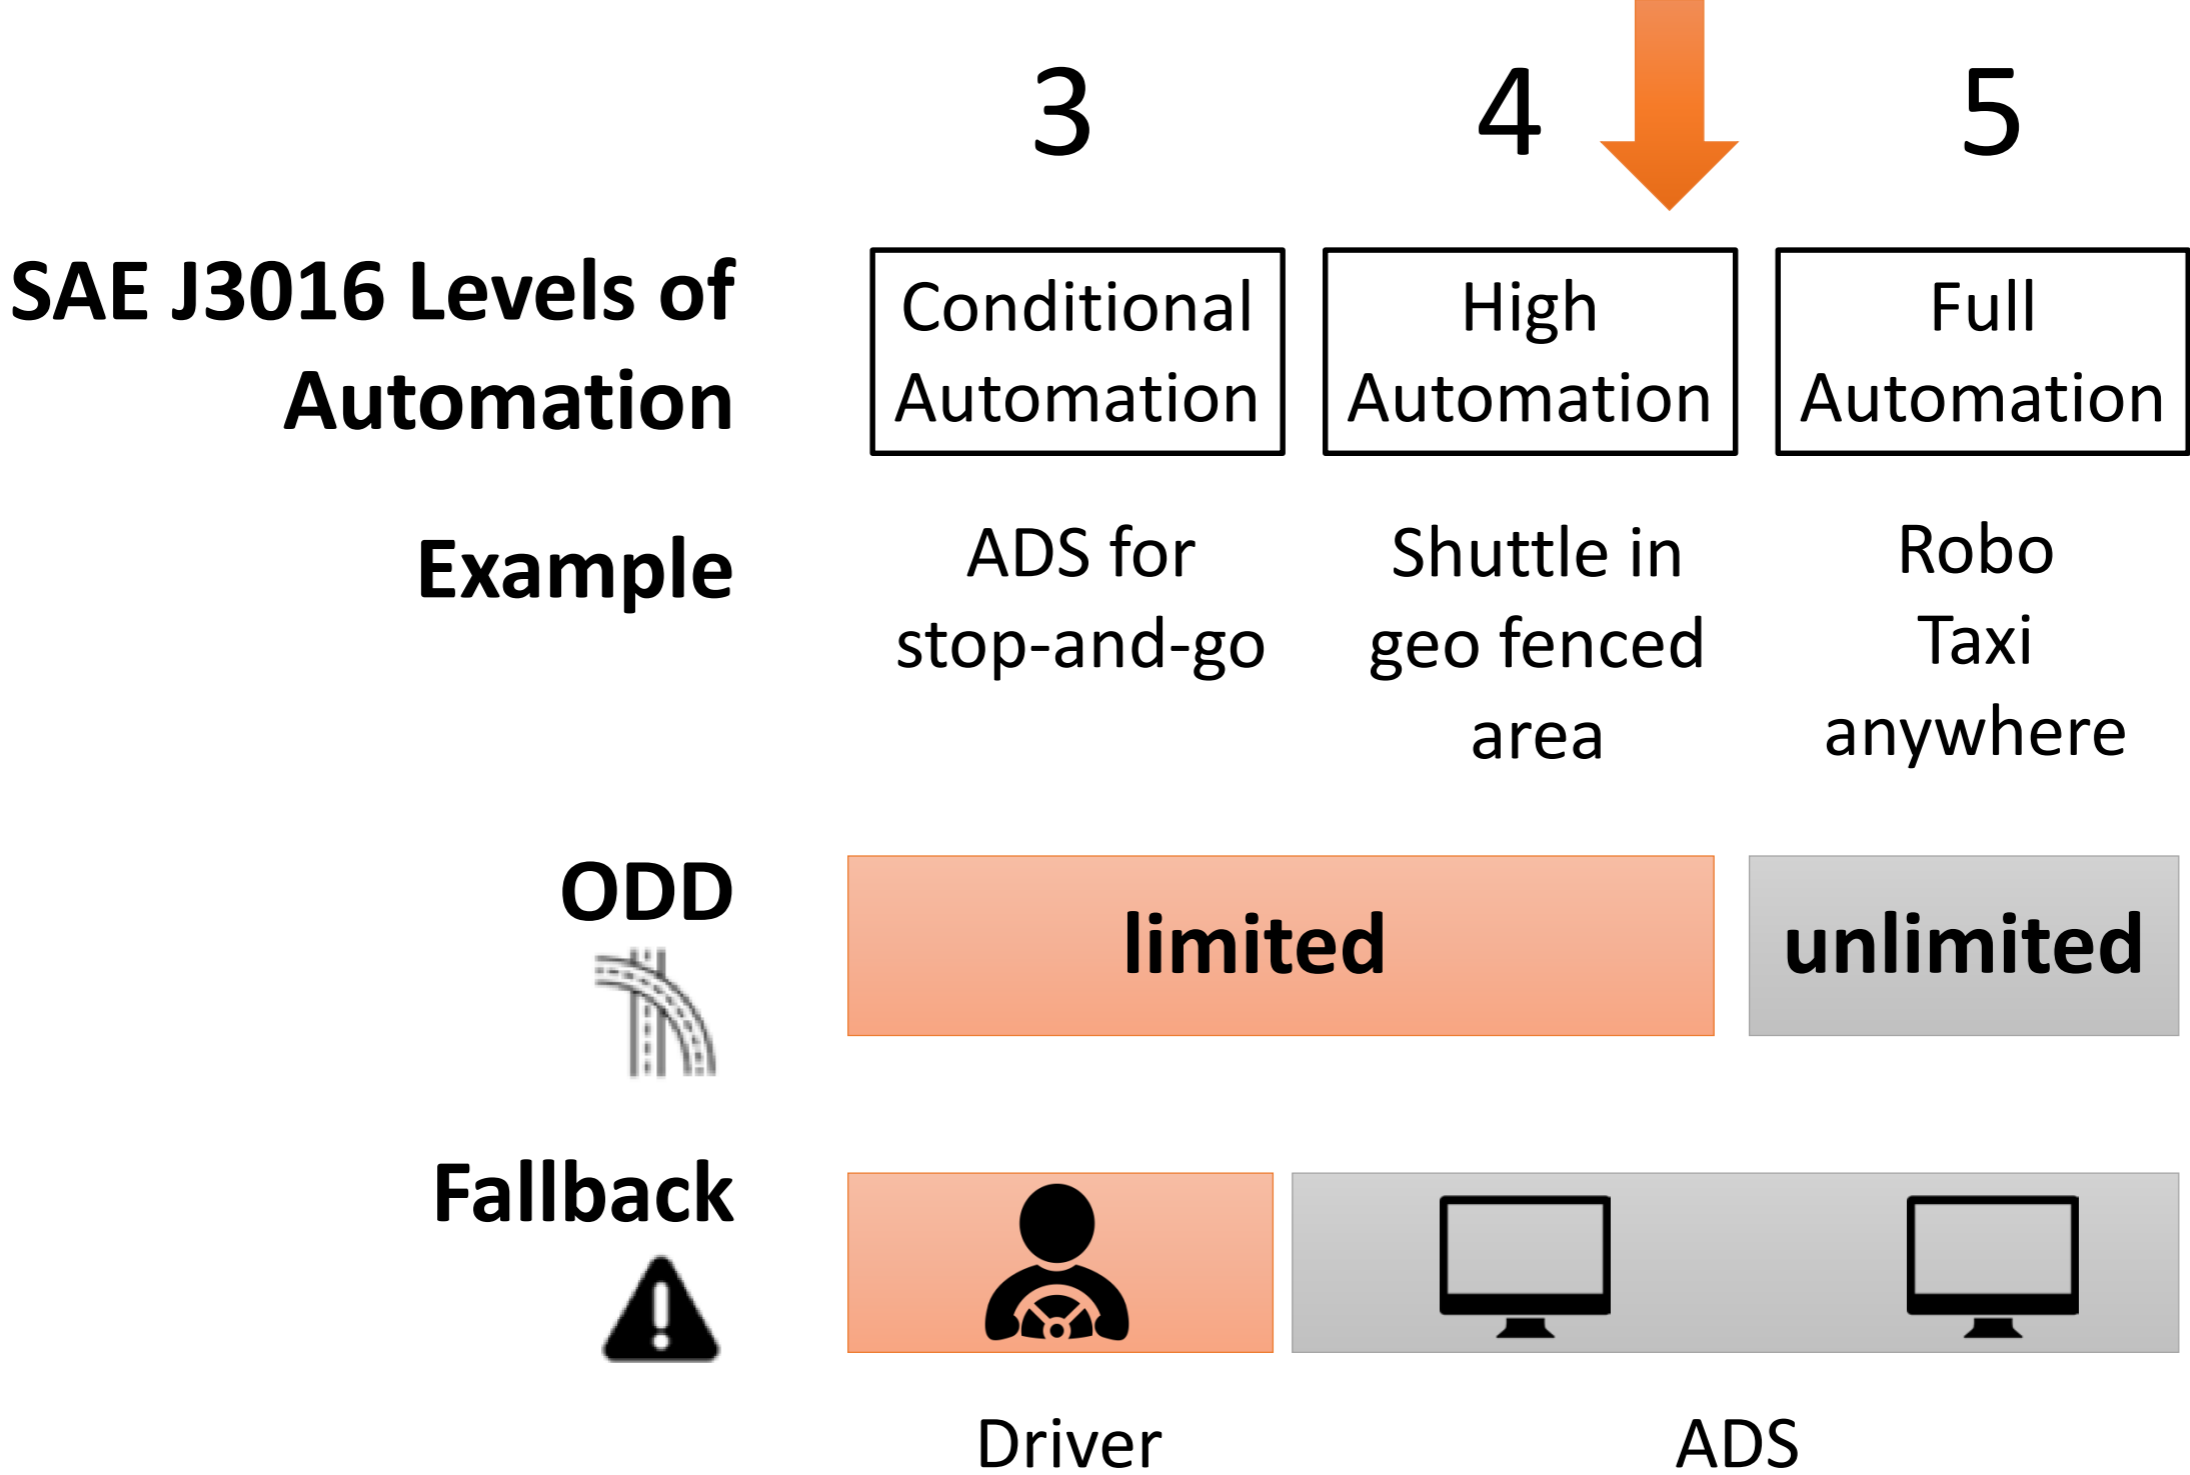 3 4 5
SAE J3016 Levels of
Automation
Conditional
Automation
High
Automation
Full
Automation
Example
ADS for
stop-and-go
Shuttle in
geo fenced
area
Robo
Taxi
anywhere
ODD
limited
unlimited
Fallback
Driver
ADS